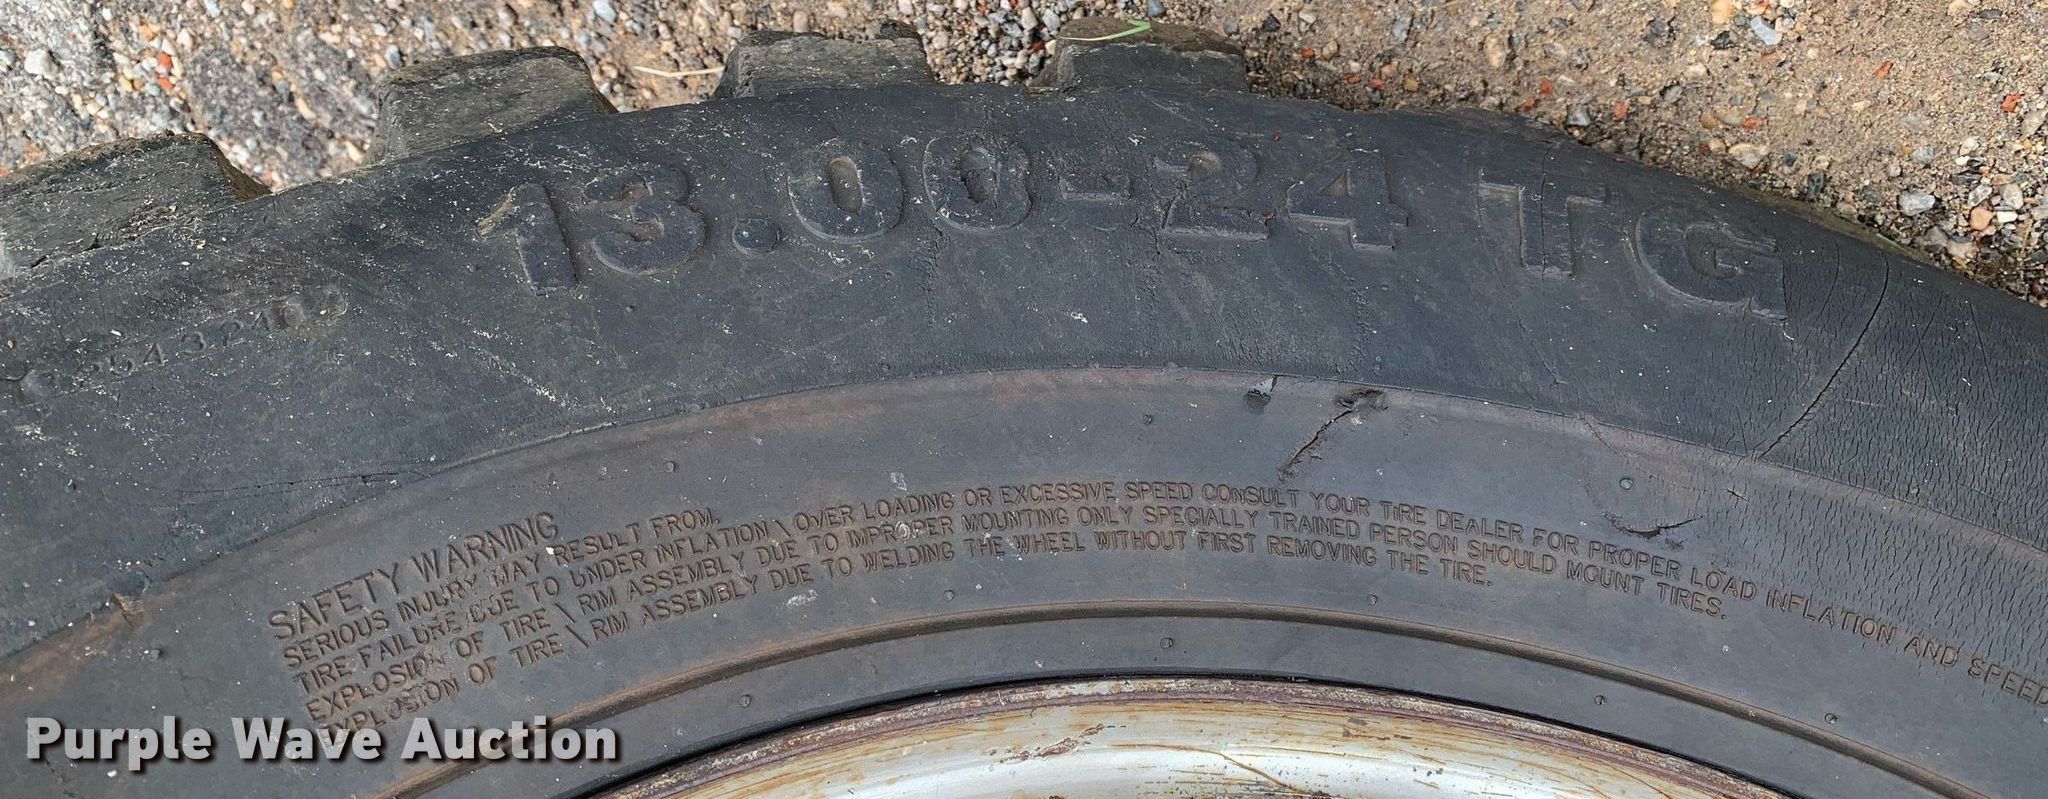 13.00-24 TG
SAFETY WARNING
SERIOUS INJURY MAY RESULT FROM.
TIRE FAILURE DUE TO UNDER INFLATION \ OVER LOADING OR EXCESSIVE SPEED CONSULT YOUR TIRE DEALER FOR PROPER LOAD INFLATION AND SPEED
EXPLOSION OF TIRE \ RIM ASSEMBLY DUE TO IMPROPER MOUNTING ONLY SPECIALLY TRAINED PERSON SHOULD MOUNT TIRES.
EXPLOSION OF TIRE \ RIM ASSEMBLY DUE TO WELDING THE WHEEL WITHOUT FIRST REMOVING THE TIRE.
Purple Wave Auction